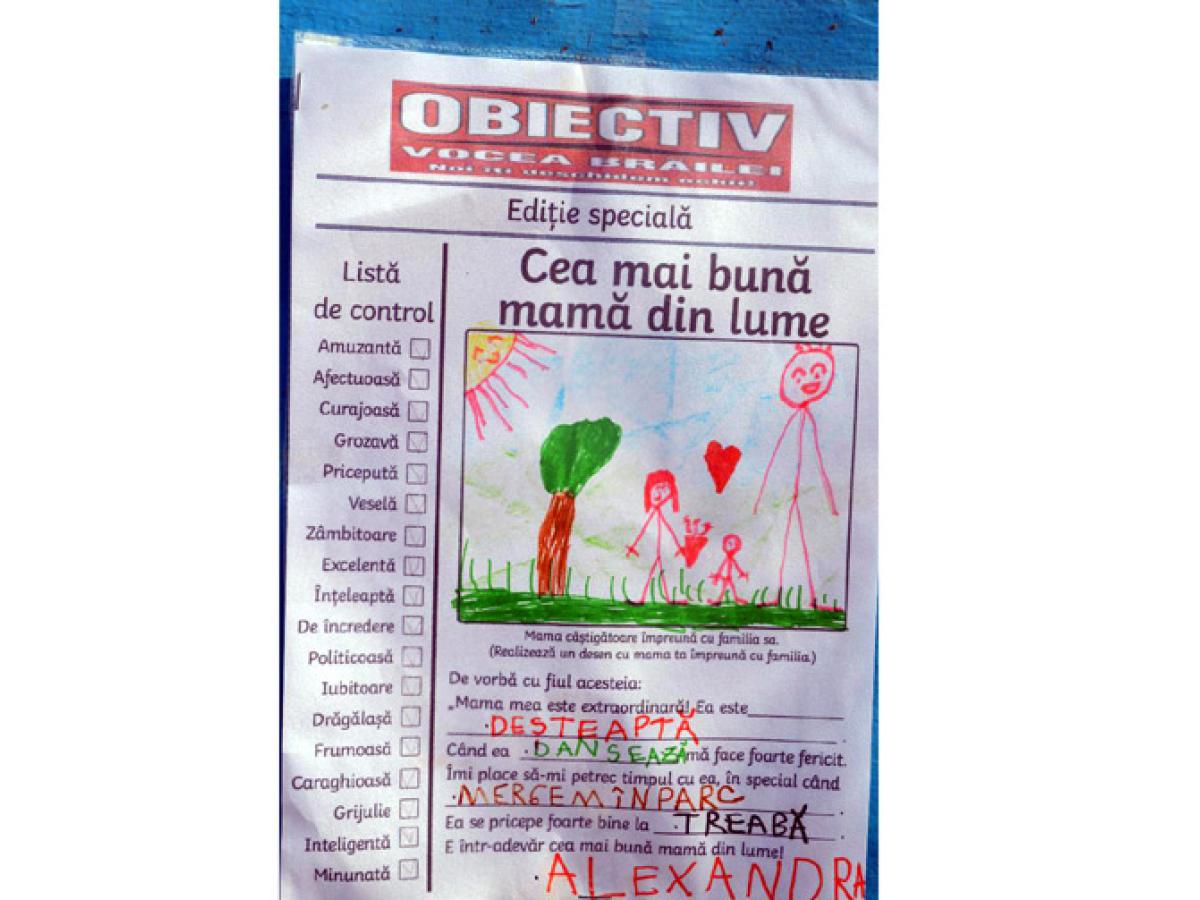 OBIECTIV
VOCEA BRAILEI
Noi îți deschidem ochii!
Ediție specială
Listă
de control
Amuzantă
Afectuoasă
Curajoasă
Grozavă
Pricepută
Veselă
Zâmbitoare
Excelentă
Înțeleaptă
De încredere
Politicoasă
Iubitoare
Drăgălașă
Frumoasă
Caraghioasă
Grijulie
Inteligentă
Minunată
Cea mai bună
mamă din lume
Mama câștigătoare împreună cu familia sa.
(Realizează un desen cu mama ta împreună cu familia.)
De vorbă cu fiul acesteia:
„Mama mea este extraordinară! Ea este
DESTEAPTĂ.
Când ea DANSEAZĂ mă face foarte fericit.
Îmi place să-mi petrec timpul cu ea, în special când
MERGEM ÎN PARC.
Ea se pricepe foarte bine la TREABĂ.
E într-adevăr cea mai bună mamă din lume!
ALEXANDRA